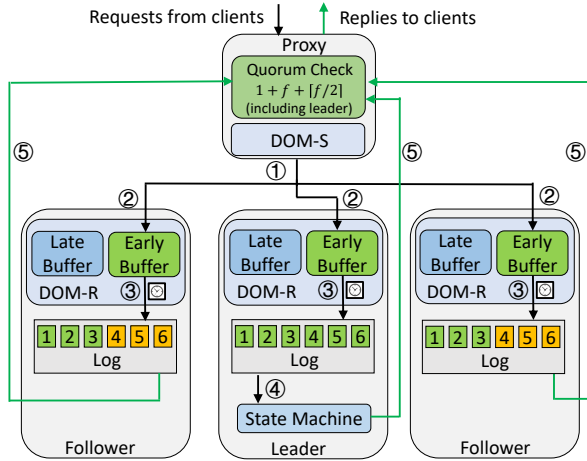 Requests from clients
Replies to clients
Proxy
Quorum Check
1 + f + ⌈f/2⌉
(including leader)
DOM-S
⑤
⑤
⑤
①
②
②
②
Late
Buffer
Early
Buffer
DOM-R
③
1 2 3 4 5 6
Log
Follower
Late
Buffer
Early
Buffer
DOM-R
③
1 2 3 4 5 6
Log
④
State Machine
Leader
Late
Buffer
Early
Buffer
DOM-R
③
1 2 3 4 5 6
Log
Follower